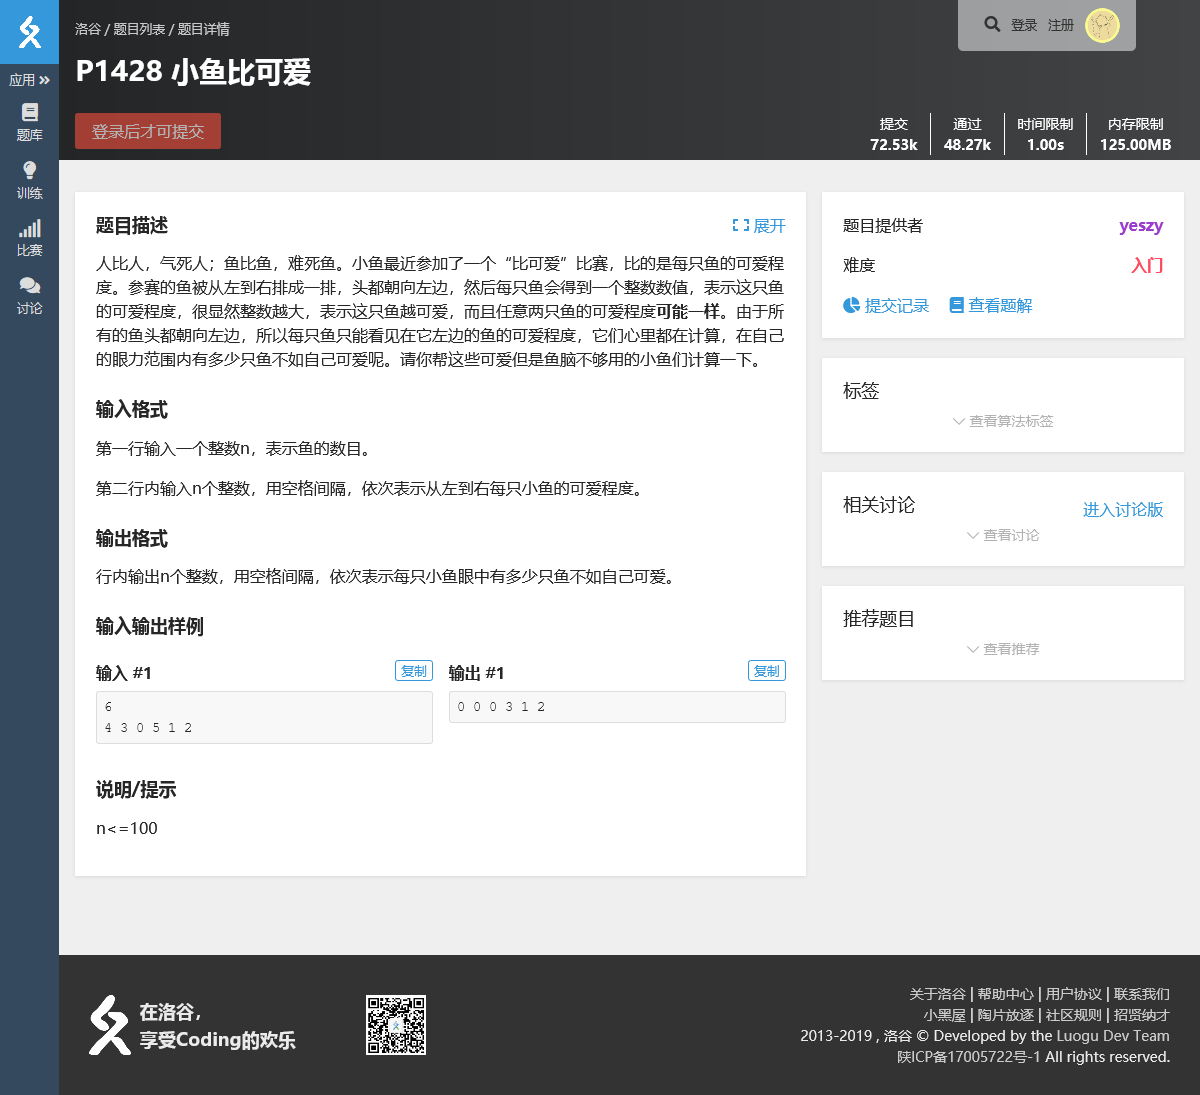 洛谷 / 题目列表 / 题目详情
登录 注册
P1428 小鱼比可爱
应用
题库
训练
比赛
讨论
登录后才可提交
提交 通过 时间限制 内存限制
72.53k 48.27k 1.00s 125.00MB
题目描述
展开
人比人，气死人；鱼比鱼，难死鱼。小鱼最近参加了一个“比可爱”比赛，比的是每只鱼的可爱程
度。参赛的鱼被从左到右排成一排，头都朝向左边，然后每只鱼会得到一个整数数值，表示这只鱼
的可爱程度，很显然整数越大，表示这只鱼越可爱，而且任意两只鱼的可爱程度可能一样。由于所
有的鱼头都朝向左边，所以每只鱼只能看见在它左边的鱼的可爱程度，它们心里都在计算，在自己
的眼力范围内有多少只鱼不如自己可爱呢。请你帮这些可爱但是鱼脑不够用的小鱼们计算一下。
输入格式
第一行输入一个整数n，表示鱼的数目。
第二行内输入n个整数，用空格间隔，依次表示从左到右每只小鱼的可爱程度。
输出格式
行内输出n个整数，用空格间隔，依次表示每只小鱼眼中有多少只鱼不如自己可爱。
输入输出样例
输入 #1
复制
6
4 3 0 5 1 2
输出 #1
复制
0 0 0 3 1 2
说明/提示
n<=100
题目提供者 yeszy
难度 入门
提交记录 查看题解
标签
查看算法标签
相关讨论
进入讨论版
查看讨论
推荐题目
查看推荐
在洛谷，
享受Coding的欢乐
关于洛谷 | 帮助中心 | 用户协议 | 联系我们
小黑屋 | 陶片放逐 | 社区规则 | 招贤纳才
2013-2019 , 洛谷 © Developed by the Luogu Dev Team
陕ICP备17005722号-1 All rights reserved.